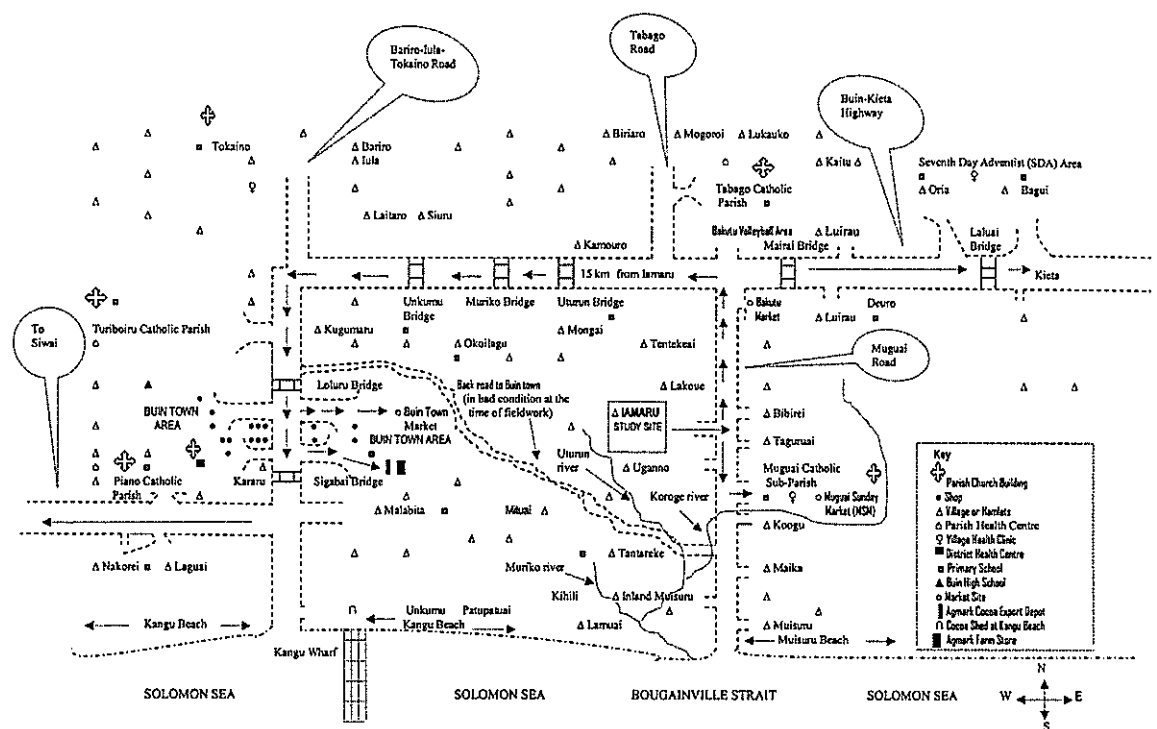 Bariro-Iula-
Tokaino Road
Tabago
Road
Buin-Kieta
Highway
Tokaino
Bariro
Iula
Biriaro
Mogoroi
Lukauko
Kaitu
Seventh Day Adventist (SDA) Area
Oria
Bagui
Tabago Catholic
Parish
Laitaro
Siuru
Bakutu Volleyball Area
Luirau
Kamouro
Mairai Bridge
Laluai
Bridge
15 km from Iamaru
Kieta
To
Siwai
Turiboiru Catholic Parish
Unkumu
Bridge
Muriko Bridge
Uturun Bridge
Bakutu
Market
Deuro
Kugumaru
Mongai
Luirau
Okoilagu
Tentekeai
Muguai
Road
Loluru Bridge
Back road to Buin town
(in bad condition at the
time of fieldwork)
Lakoue
BUIN TOWN
AREA
Buin Town
Market
BUIN TOWN AREA
IAMARU
STUDY SITE
Bibirei
Taguruai
Uturun
river
Uganno
Muguai Catholic
Sub-Parish
Piano Catholic
Parish
Kararu
Sigabai Bridge
Koroge river
Muguai Sunday
Market (MSM)
Malabita
Mituai
Koogu
Nakorei
Laguai
Tantareke
Muriko river
Maika
Kihili
Inland Muisuru
Kangu Beach
Unkumu
Patupatuai
Kangu Beach
Lamuai
Muisuru
Muisuru Beach
Kangu Wharf
SOLOMON SEA
SOLOMON SEA
BOUGAINVILLE STRAIT
SOLOMON SEA
Key
Parish Church Building
Shop
Village or Hamlets
Parish Health Centre
Village Health Clinic
District Health Centre
Primary School
Buin High School
Market Site
Agmark Cocoa Export Depot
Cocoa Shed at Kangu Beach
Agmark Farm Store
N
W
E
S